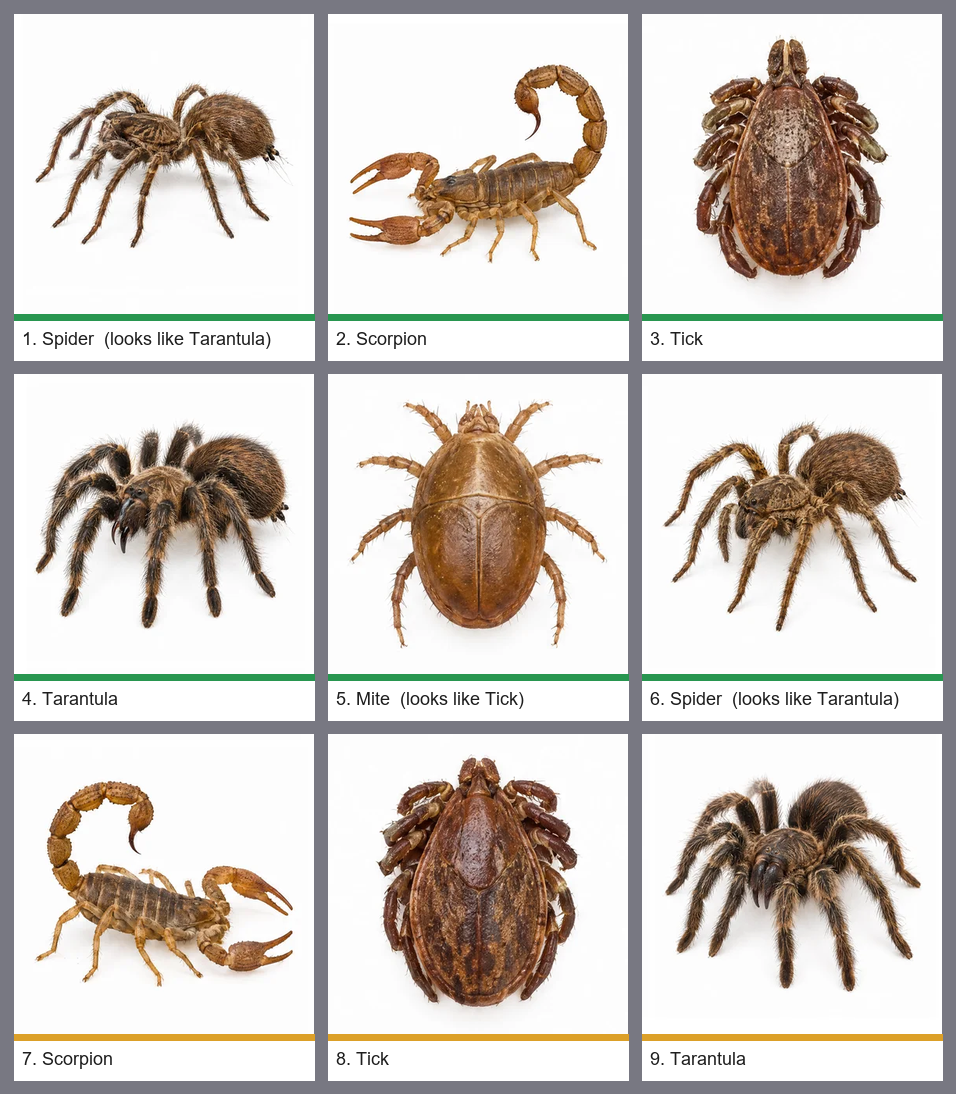 1. Spider  (looks like Tarantula)
2. Scorpion
3. Tick
4. Tarantula
5. Mite  (looks like Tick)
6. Spider  (looks like Tarantula)
7. Scorpion
8. Tick
9. Tarantula